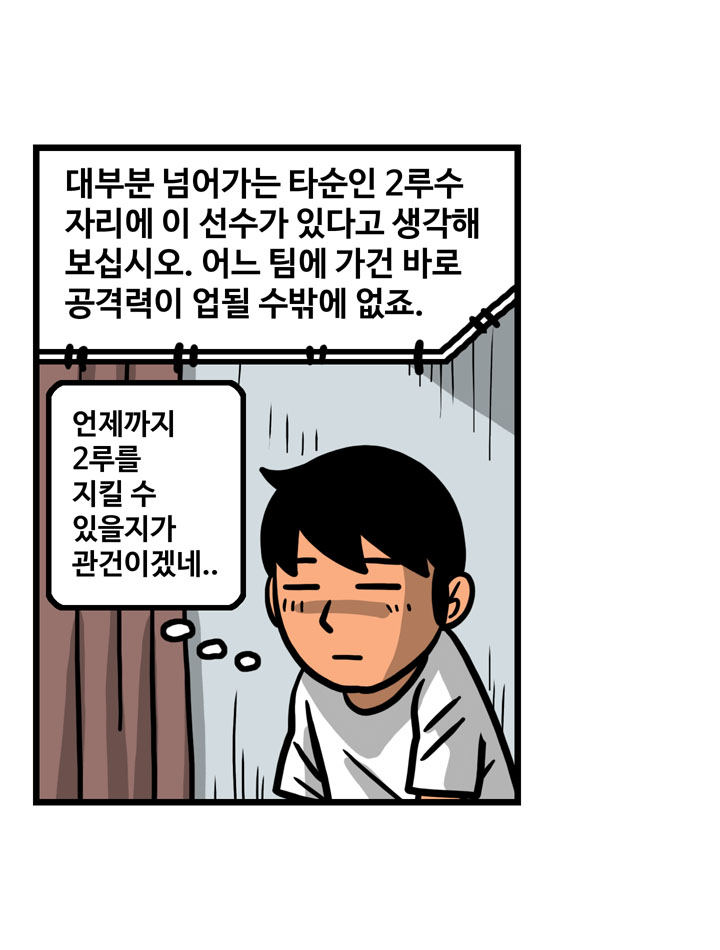 대부분 넘어가는 타순인 2루수
자리에 이 선수가 있다고 생각해
보십시오. 어느 팀에 가건 바로
공격력이 업될 수밖에 없죠.
언제까지
2루를
지킬 수
있을지가
관건이겠네..